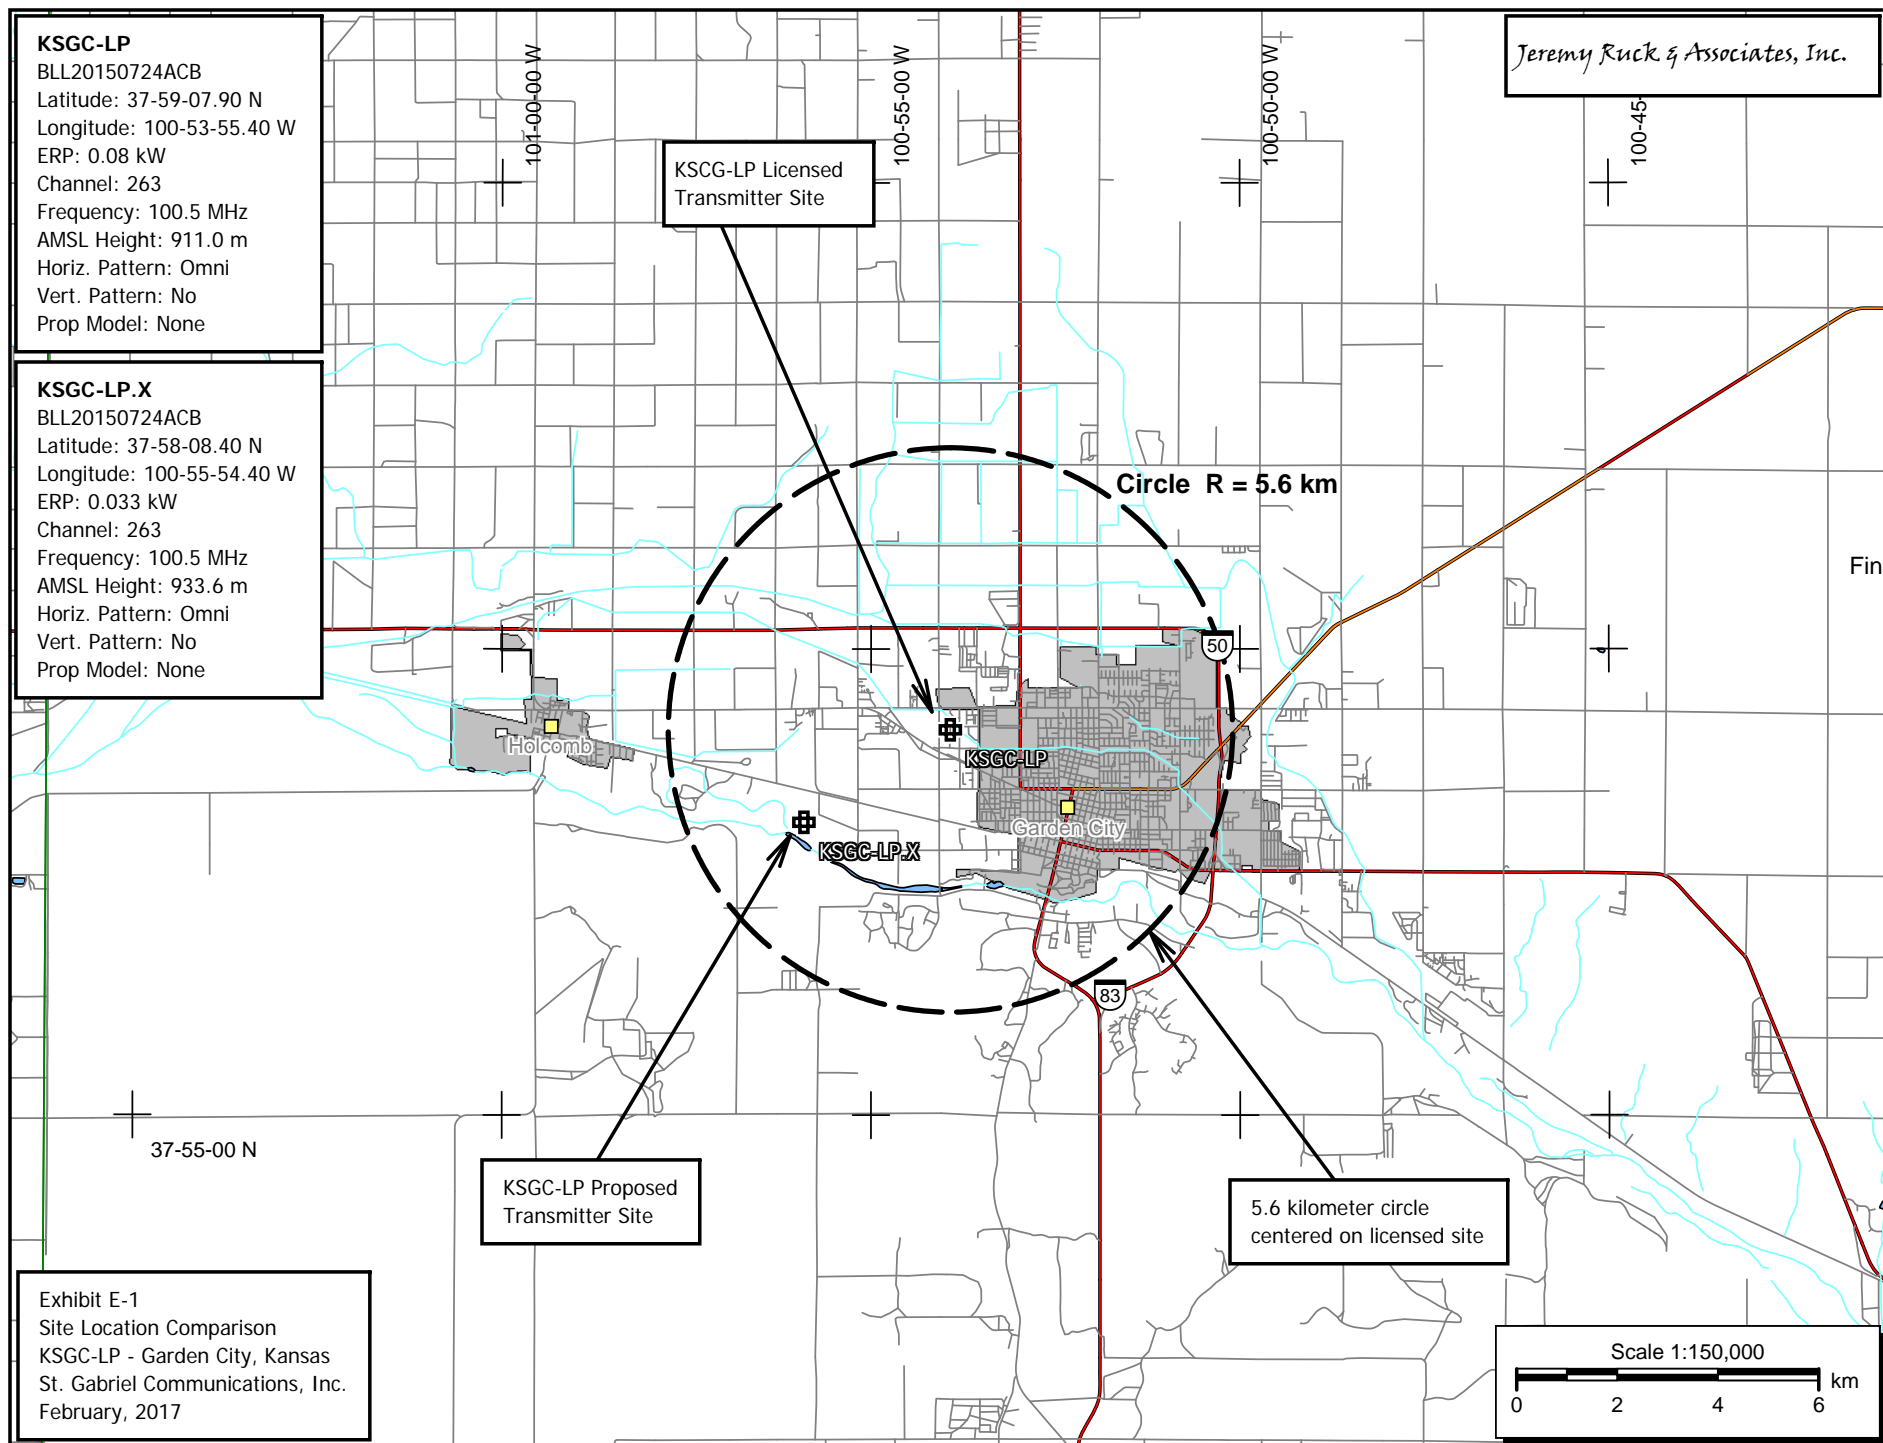 KSGC-LP
BLL20150724ACB
Latitude: 37-59-07.90 N
Longitude: 100-53-55.40 W
ERP: 0.08 kW
Channel: 263
Frequency: 100.5 MHz
AMSL Height: 911.0 m
Horiz. Pattern: Omni
Vert. Pattern: No
Prop Model: None
KSGC-LP.X
BLL20150724ACB
Latitude: 37-58-08.40 N
Longitude: 100-55-54.40 W
ERP: 0.033 kW
Channel: 263
Frequency: 100.5 MHz
AMSL Height: 933.6 m
Horiz. Pattern: Omni
Vert. Pattern: No
Prop Model: None
101-00-00 W
100-55-00 W
100-50-00 W
100-45-
Jeremy Ruck & Associates, Inc.
KSCG-LP Licensed
Transmitter Site
Circle R = 5.6 km
Fin
50
Holcomb
KSGC-LP
Garden City
KSGC-LP.X
83
37-55-00 N
KSGC-LP Proposed
Transmitter Site
5.6 kilometer circle
centered on licensed site
Exhibit E-1
Site Location Comparison
KSGC-LP - Garden City, Kansas
St. Gabriel Communications, Inc.
February, 2017
Scale 1:150,000
km
0 2 4 6